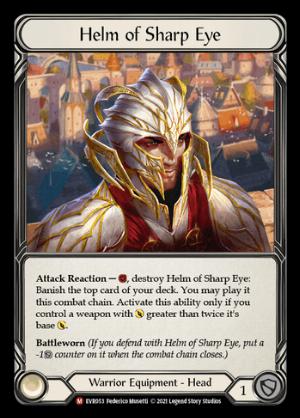 Helm of Sharp Eye
Attack Reaction — , destroy Helm of Sharp Eye:
Banish the top card of your deck. You may play it
this combat chain. Activate this ability only if you
control a weapon with greater than twice it's
base .
Battleworn (If you defend with Helm of Sharp Eye, put a
-1 counter on it when the combat chain closes.)
Warrior Equipment - Head
1
M EVR053 Federico Musetti © 2021 Legend Story Studios